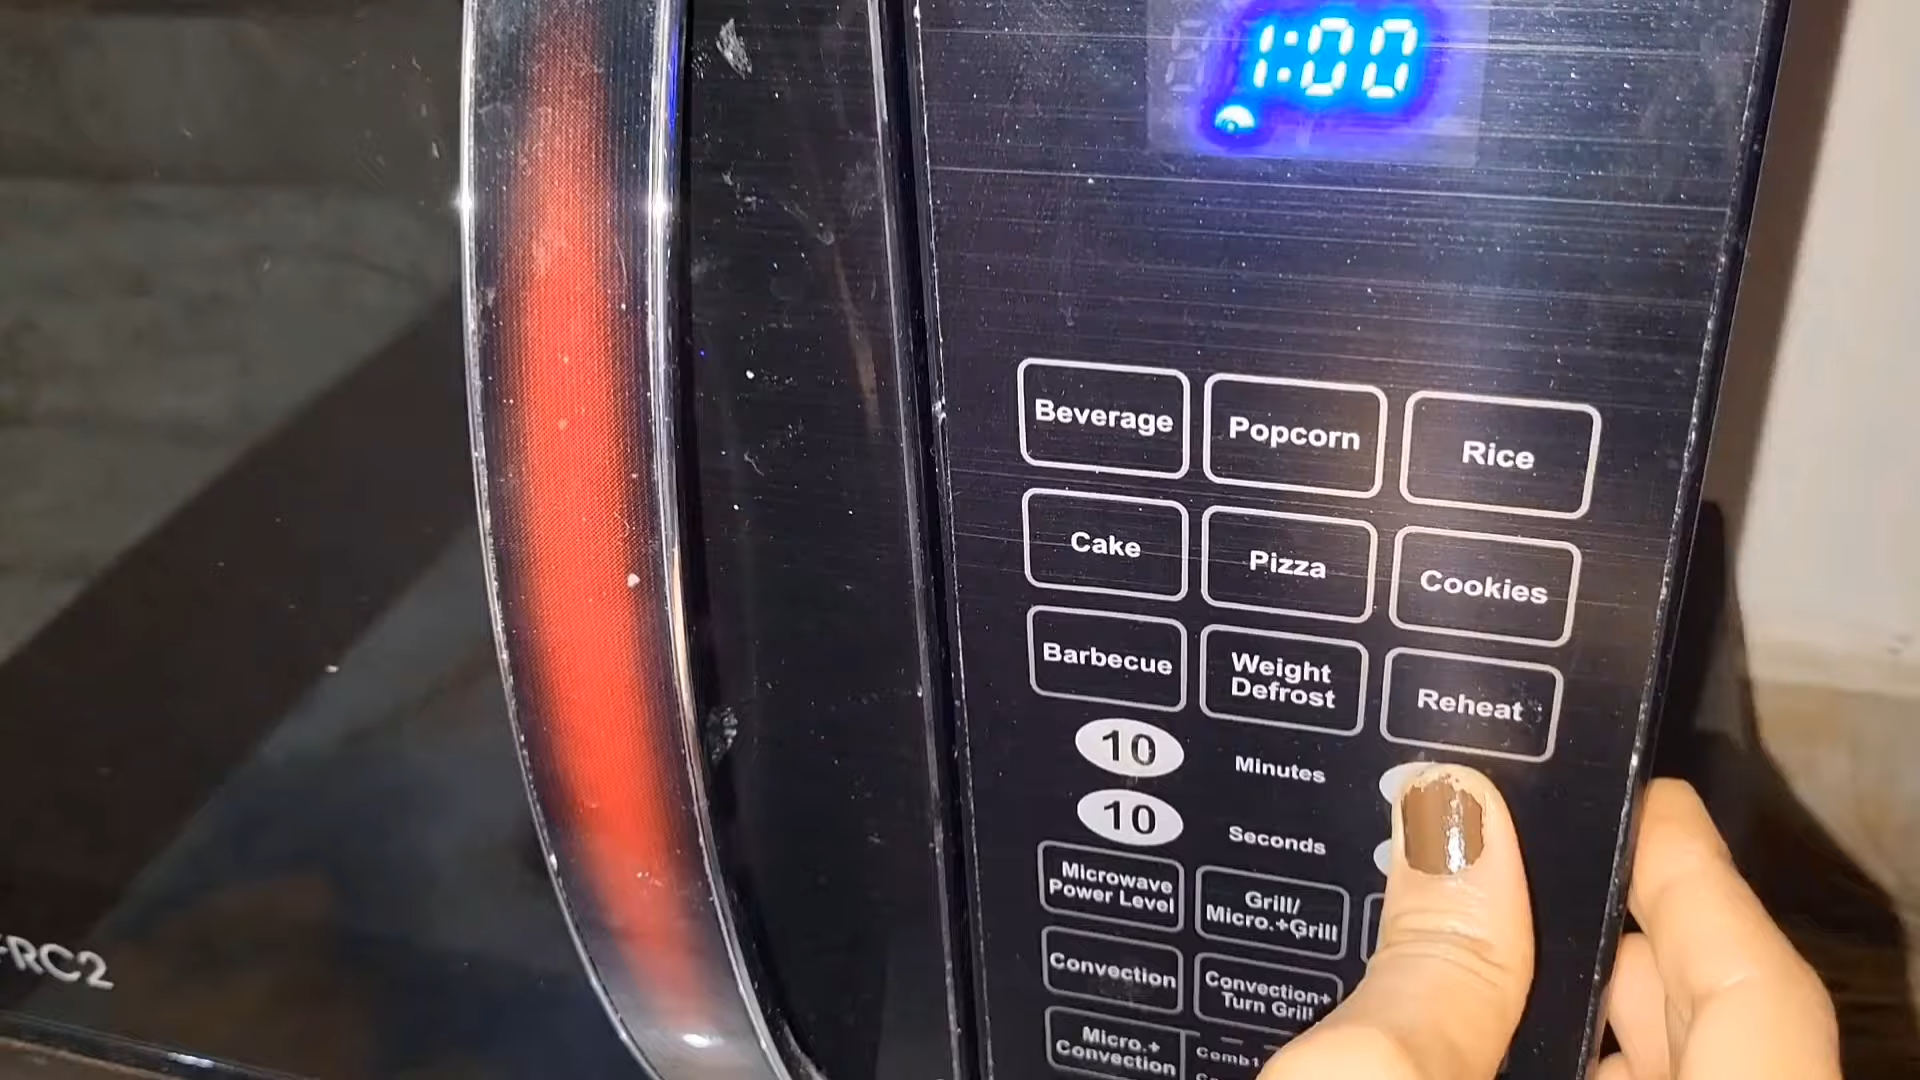 1:00
Beverage
Popcorn
Rice
Cake
Pizza
Cookies
Barbecue
Weight
Defrost
Reheat
10
Minutes
10
Seconds
Microwave
Power Level
Grill/
Micro.+Grill
Convection
Convection+
Turn Grill
Micro.+
Convection
RC2